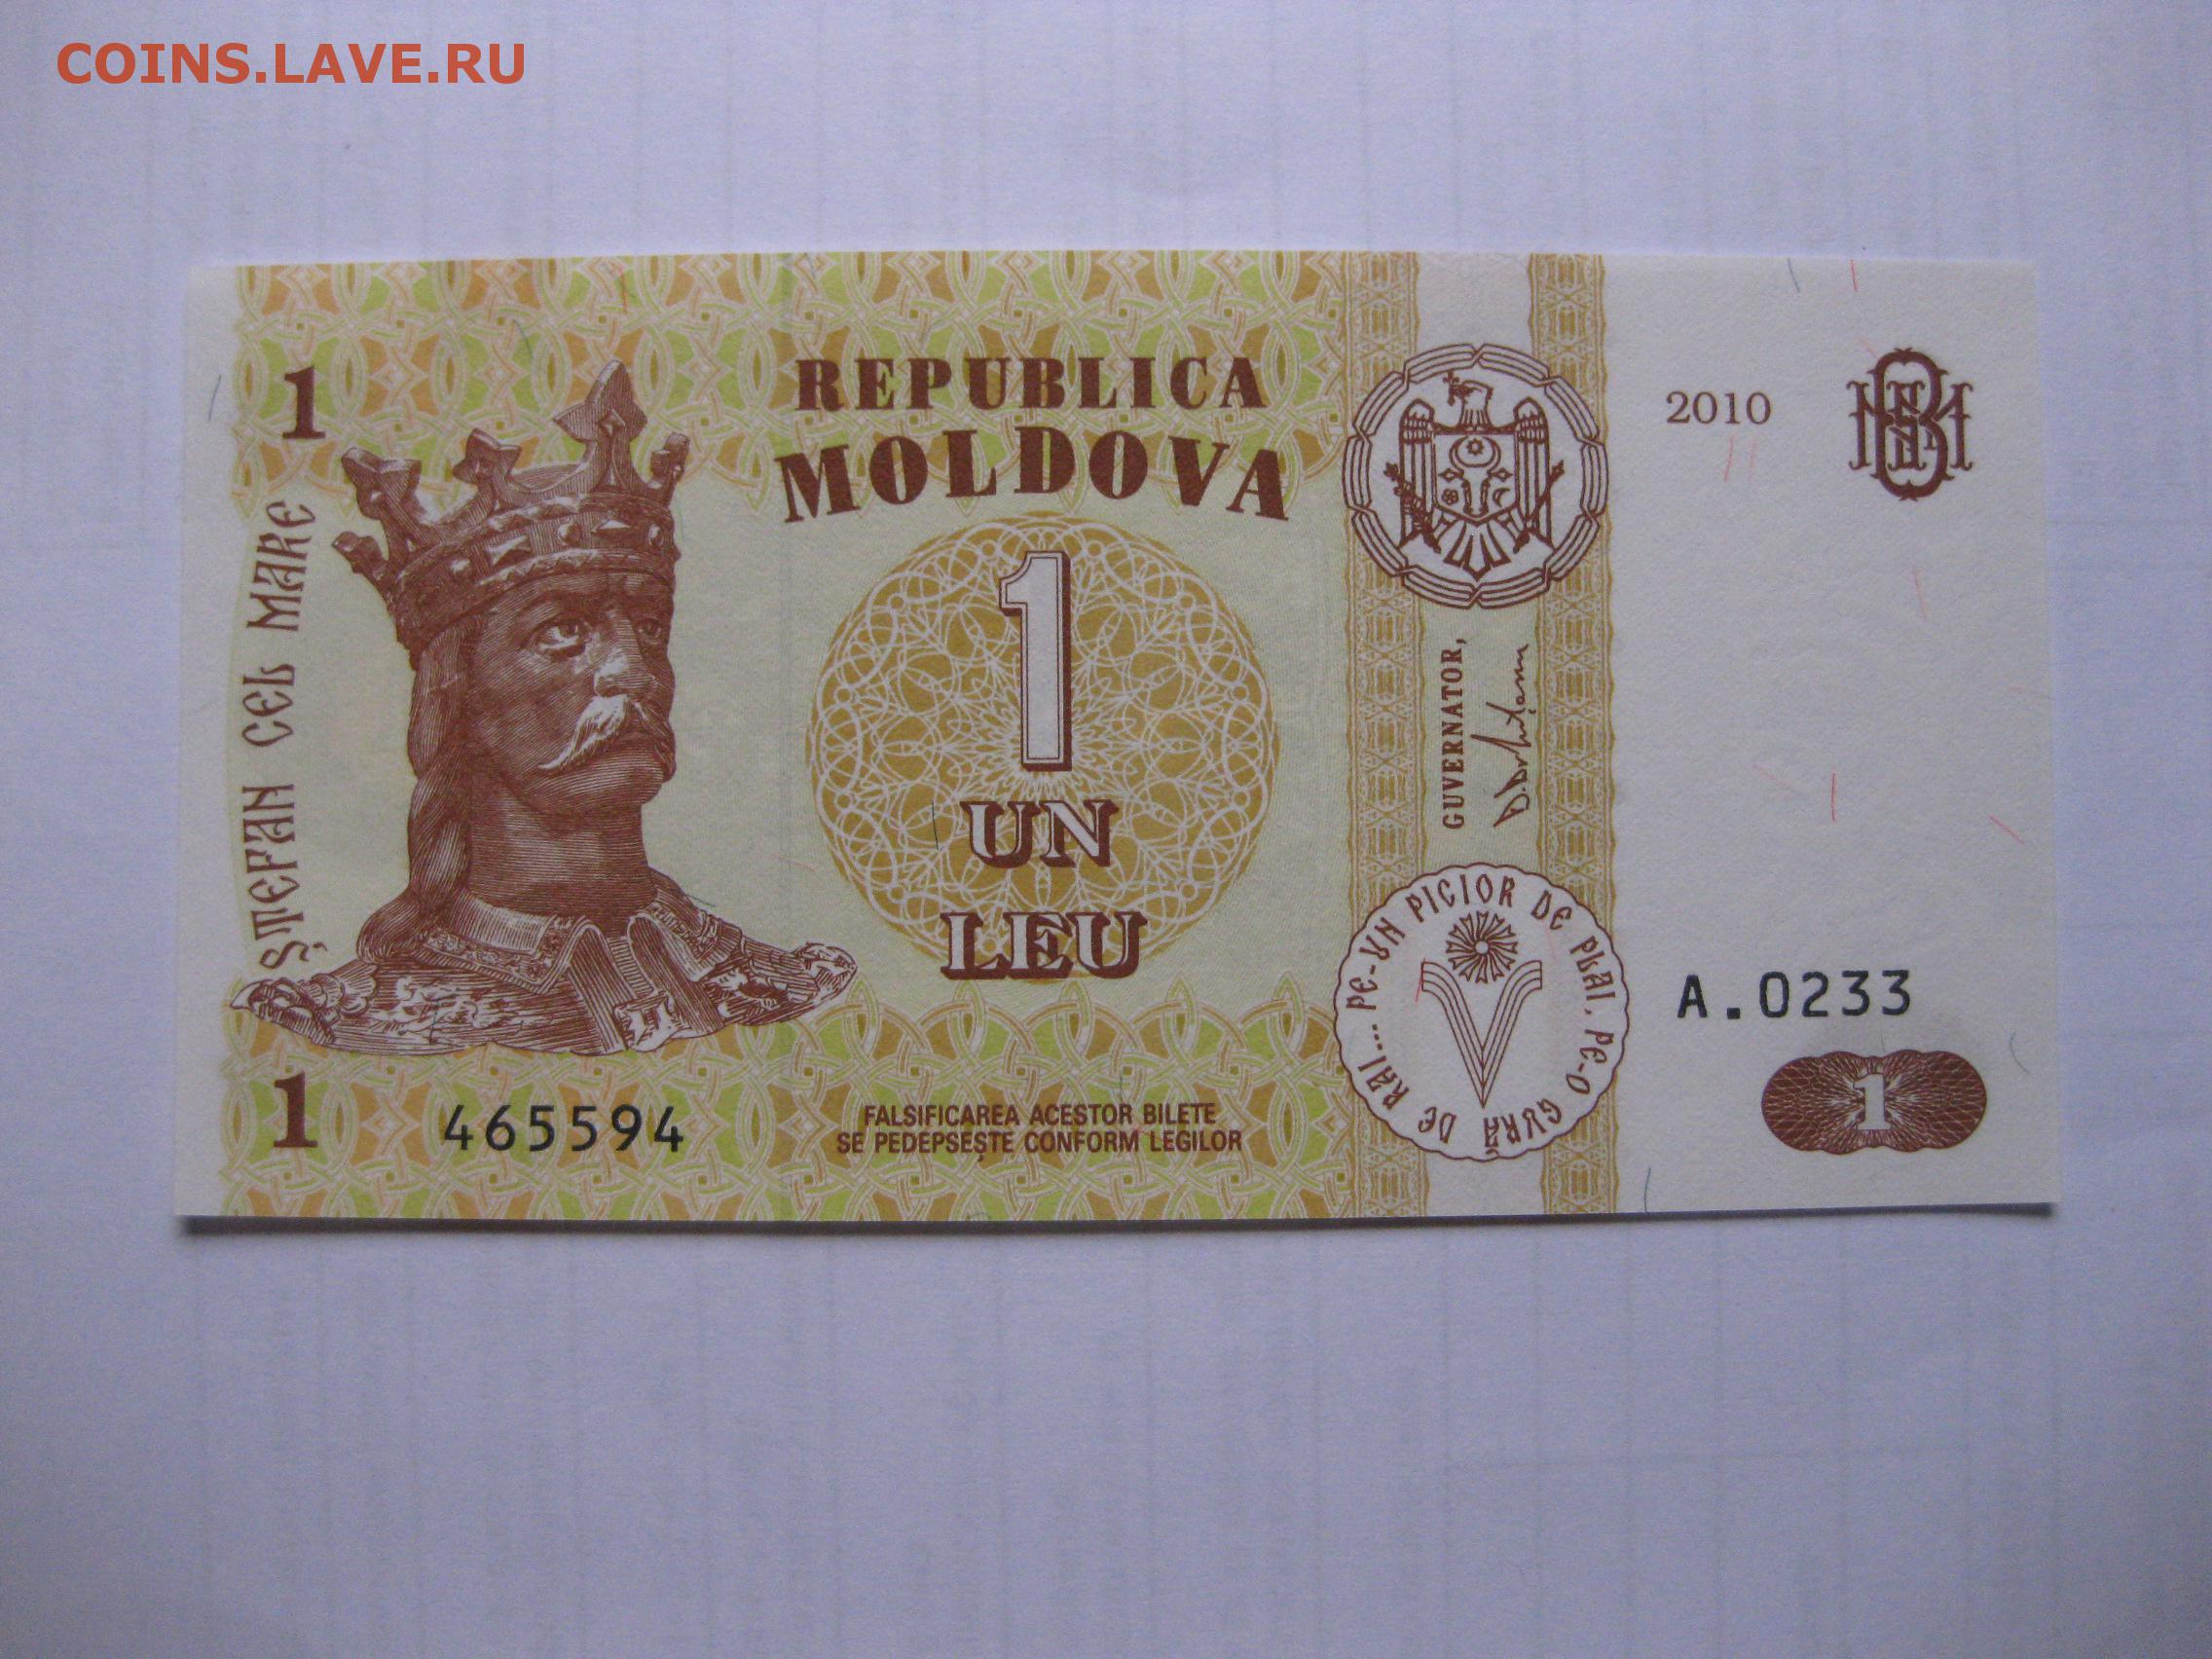 COINS.LAVE.RU
1
REPUBLICA
MOLDOVA
2010
BNM
ȘTEFAN CEL MARE
1
UN
LEU
GUVERNATOR,
PE-UN PICIOR DE PLAI, PE-O GURĂ DE RAI...
A.0233
1
1
465594
FALSIFICAREA ACESTOR BILETE
SE PEDEPSEȘTE CONFORM LEGILOR